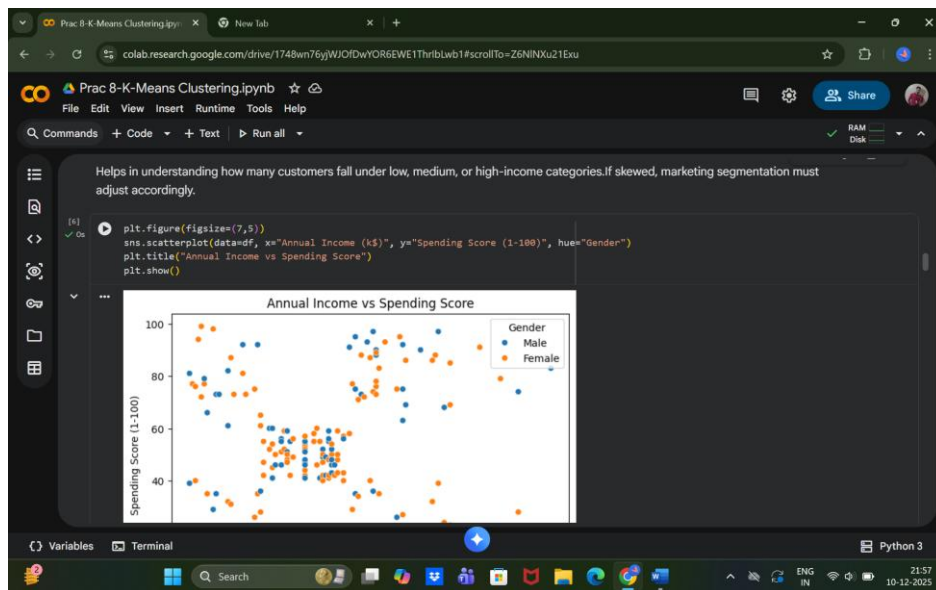 Prac 8-K-Means Clustering.ipyn
New Tab
colab.research.google.com/drive/1748wn76yjWJOfDwYOR6EWE1ThrIbLwb1#scrollTo=Z6NlNXu21Exu
Prac 8-K-Means Clustering.ipynb
File Edit View Insert Runtime Tools Help
Share
Commands + Code + Text Run all
RAM
Disk
Helps in understanding how many customers fall under low, medium, or high-income categories.If skewed, marketing segmentation must
adjust accordingly.
[6]
0s
plt.figure(figsize=(7,5))
sns.scatterplot(data=df, x="Annual Income (k$)", y="Spending Score (1-100)", hue="Gender")
plt.title("Annual Income vs Spending Score")
plt.show()
Annual Income vs Spending Score
Gender
Male
Female
100
80
60
40
Spending Score (1-100)
{} Variables Terminal
Python 3
2
Search
ENG
IN
21:57
10-12-2025